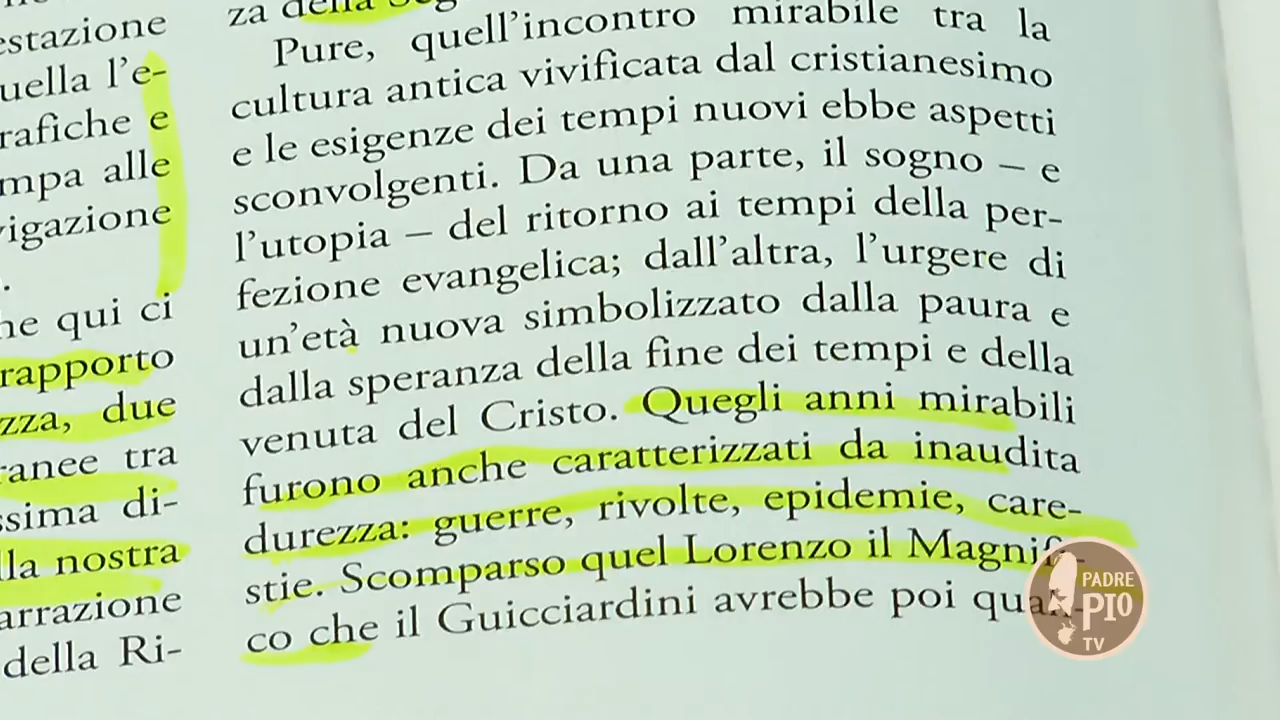 estazione
uella l'e-
rafiche e
mpa alle
vigazione
.
he qui ci
rapporto
zza, due
ranee tra
ssima di-
lla nostra
arrazione
della Ri-
za della Seg
Pure, quell'incontro mirabile tra la
cultura antica vivificata dal cristianesimo
e le esigenze dei tempi nuovi ebbe aspetti
sconvolgenti. Da una parte, il sogno – e
l'utopia – del ritorno ai tempi della per-
fezione evangelica; dall'altra, l'urgere di
un'età nuova simbolizzato dalla paura e
dalla speranza della fine dei tempi e della
venuta del Cristo. Quegli anni mirabili
furono anche caratterizzati da inaudita
durezza: guerre, rivolte, epidemie, care-
stie. Scomparso quel Lorenzo il Magnifi-
co che il Guicciardini avrebbe poi qua
PADRE
PIO
TV